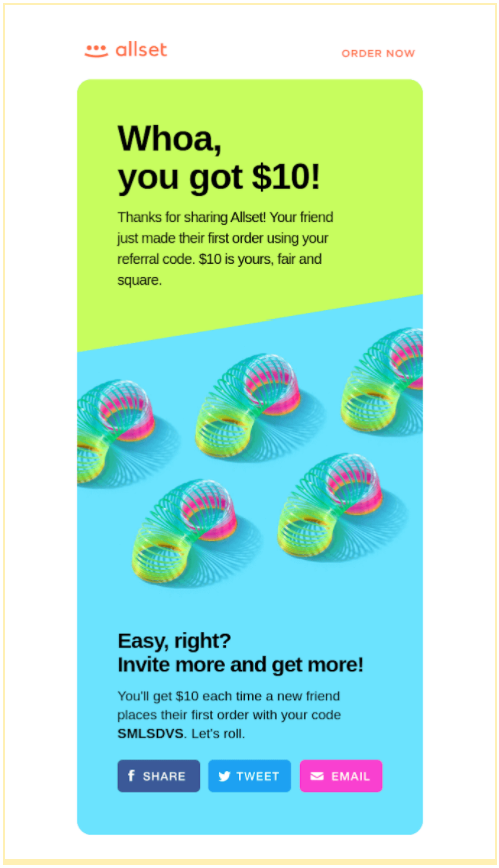 allset
ORDER NOW
Whoa,
you got $10!
Thanks for sharing Allset! Your friend
just made their first order using your
referral code. $10 is yours, fair and
square.
Easy, right?
Invite more and get more!
You'll get $10 each time a new friend
places their first order with your code
SMLSDVS. Let's roll.
SHARE
TWEET
EMAIL